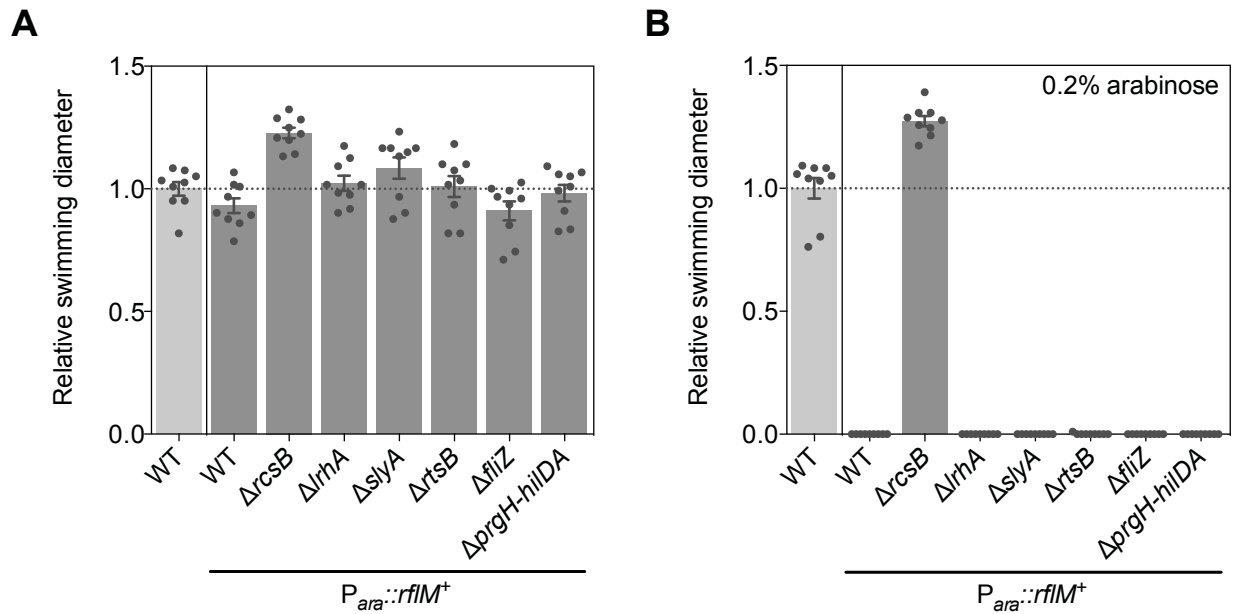 A
Relative swimming diameter
1.5
1.0
0.5
0.0
WT
WT
ΔrcsB
ΔlrhA
ΔslyA
ΔrtsB
ΔfliZ
ΔprgH-hilDA
Para::rflM+
B
Relative swimming diameter
1.5
1.0
0.5
0.0
0.2% arabinose
WT
WT
ΔrcsB
ΔlrhA
ΔslyA
ΔrtsB
ΔfliZ
ΔprgH-hilDA
Para::rflM+